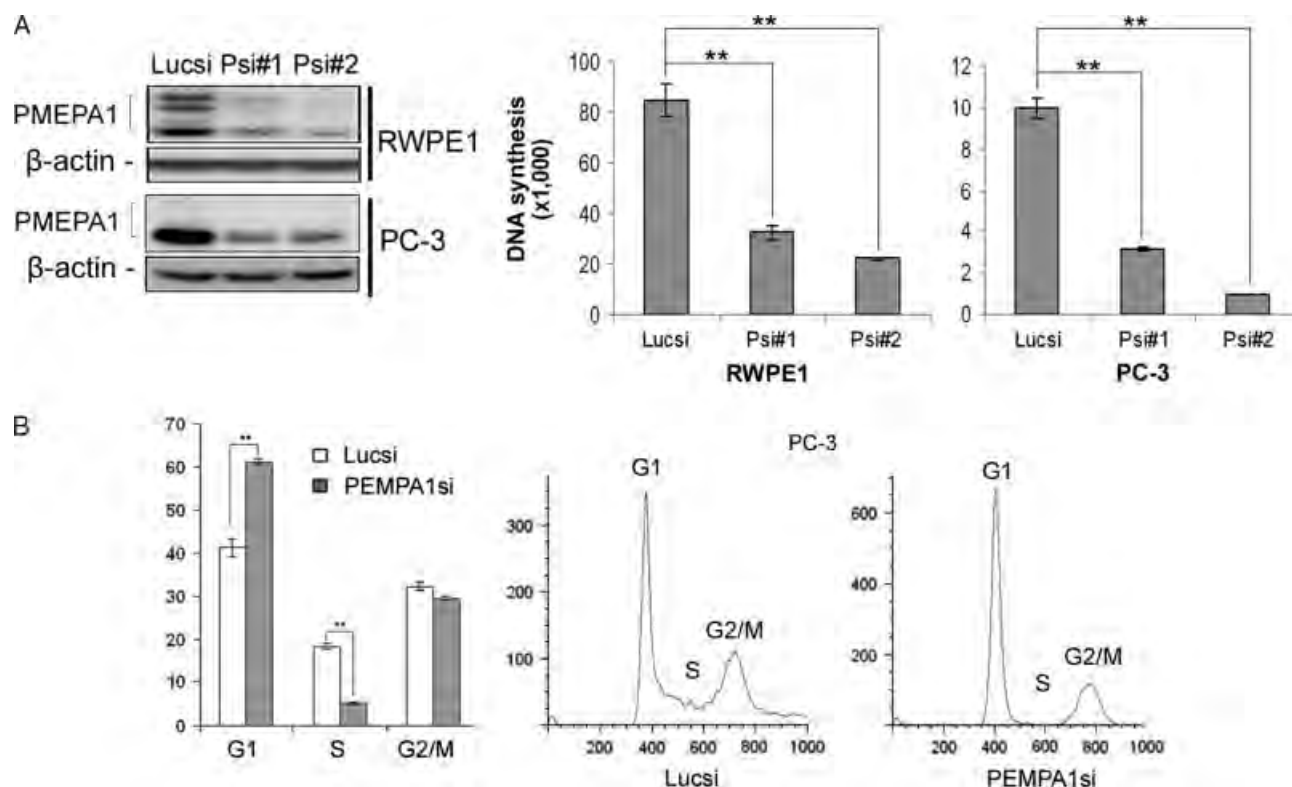 A
Lucsi Psi#1 Psi#2
PMEPA1
β-actin -
RWPE1
PMEPA1
β-actin -
PC-3
DNA synthesis
(x1,000)
** **
100
80
60
40
20
0
Lucsi Psi#1 Psi#2
RWPE1
** **
12
10
8
6
4
2
0
Lucsi Psi#1 Psi#2
PC-3
B
70
60
50
40
30
20
10
0
**
**
Lucsi
PEMPA1si
G1 S G2/M
PC-3
G1
S
G2/M
300
200
100
200 400 600 800 1000
Lucsi
G1
S
G2/M
600
400
200
0
200 400 600 800 1000
PEMPA1si